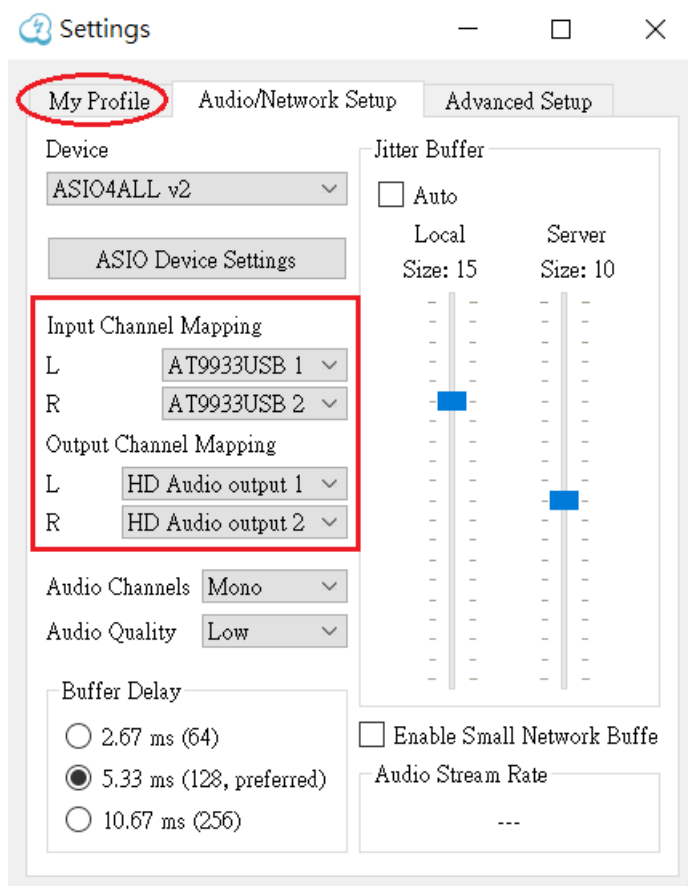 Settings
My Profile Audio/Network Setup Advanced Setup
Device
ASIO4ALL v2
ASIO Device Settings
Input Channel Mapping
L AT9933USB 1
R AT9933USB 2
Output Channel Mapping
L HD Audio output 1
R HD Audio output 2
Audio Channels Mono
Audio Quality Low
Buffer Delay
2.67 ms (64)
5.33 ms (128, preferred)
10.67 ms (256)
Jitter Buffer
Auto
Local Server
Size: 15 Size: 10
Enable Small Network Buffe
Audio Stream Rate
---